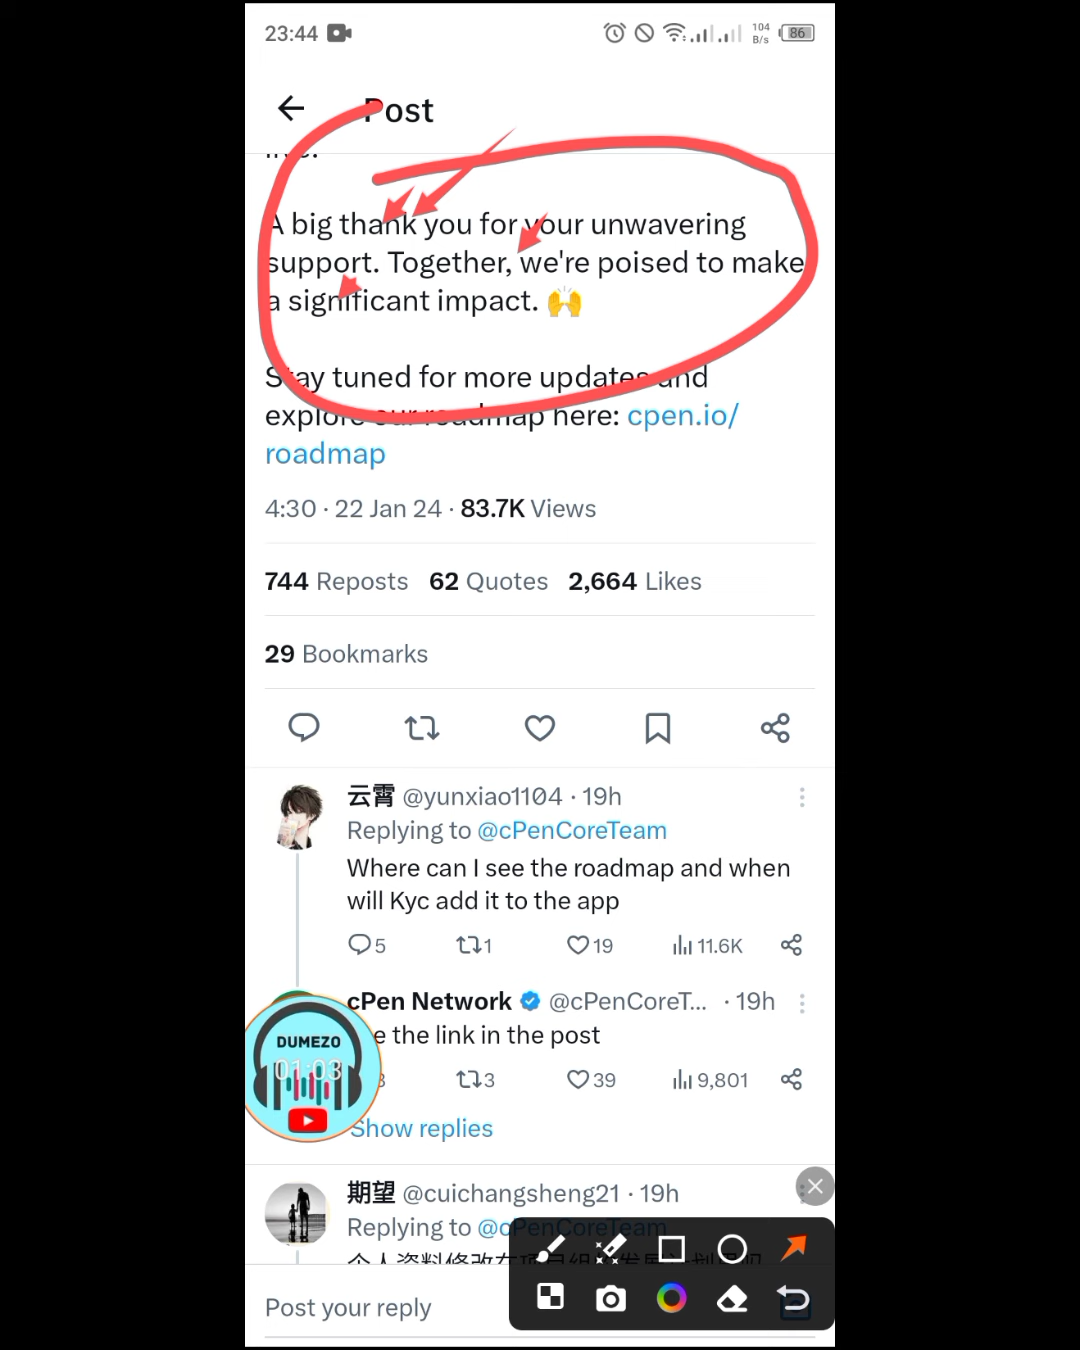 23:44
104
B/s
86
Post
A big thank you for your unwavering
support. Together, we're poised to make
a significant impact. 🙌
Stay tuned for more updates and
explore our roadmap here: cpen.io/
roadmap
4:30 · 22 Jan 24 · 83.7K Views
744 Reposts 62 Quotes 2,664 Likes
29 Bookmarks
云霄 @yunxiao1104 · 19h
Replying to @cPenCoreTeam
Where can I see the roadmap and when
will Kyc add it to the app
5 1 19 11.6K
cPen Network @cPenCoreT... · 19h
the link in the post
3 39 9,801
DUMEZO
01:03
Show replies
期望 @cuichangsheng21 · 19h
Replying to @cPenCoreTeam
Post your reply